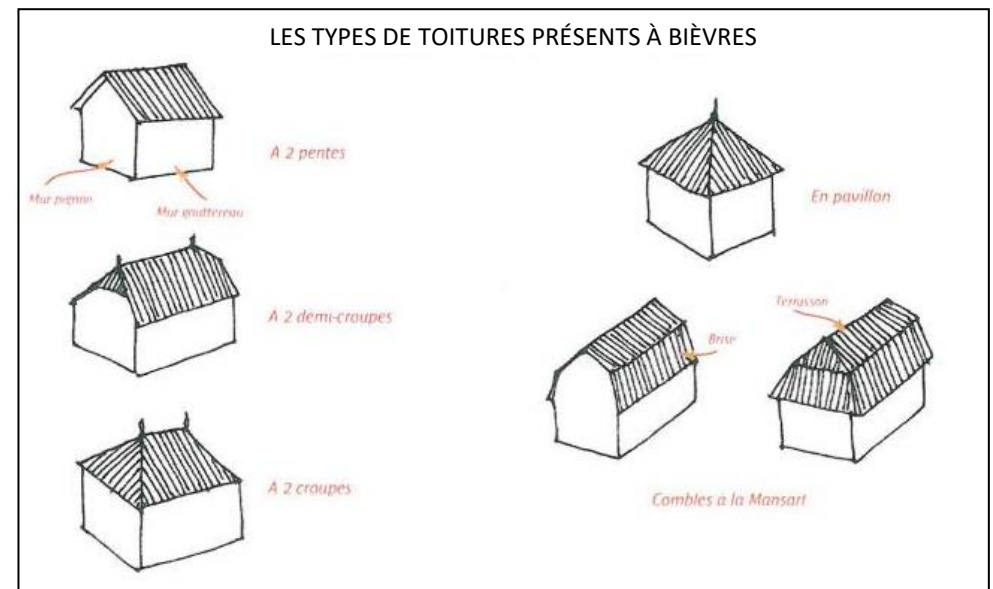 LES TYPES DE TOITURES PRÉSENTS À BIÈVRES
A 2 pentes
Mur pignon
Mur gouttereau
A 2 demi-croupes
A 2 croupes
En pavillon
Terrasson
Brise
Combles à la Mansart